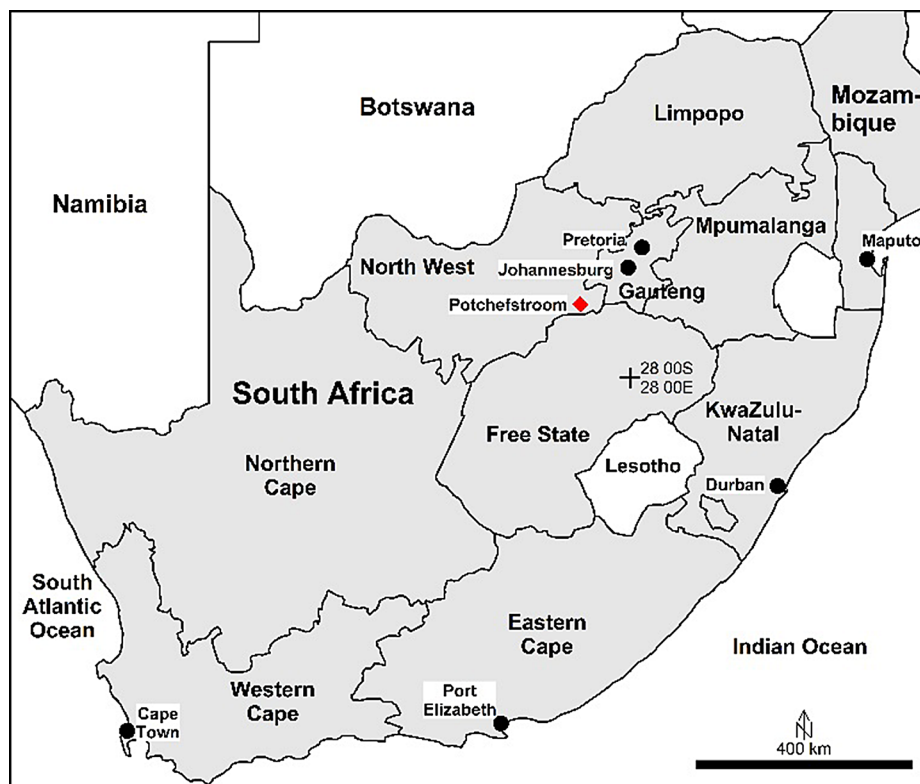 Botswana
Limpopo
Mozam-
bique
Namibia
Mpumalanga
Pretoria
Maputo
North West
Johannesburg
Gauteng
Potchefstroom
28 00S
28 00E
South Africa
KwaZulu-
Natal
Free State
Northern
Cape
Lesotho
Durban
South
Atlantic
Ocean
Eastern
Cape
Indian Ocean
Western
Cape
Port
Elizabeth
Cape
Town
N
400 km